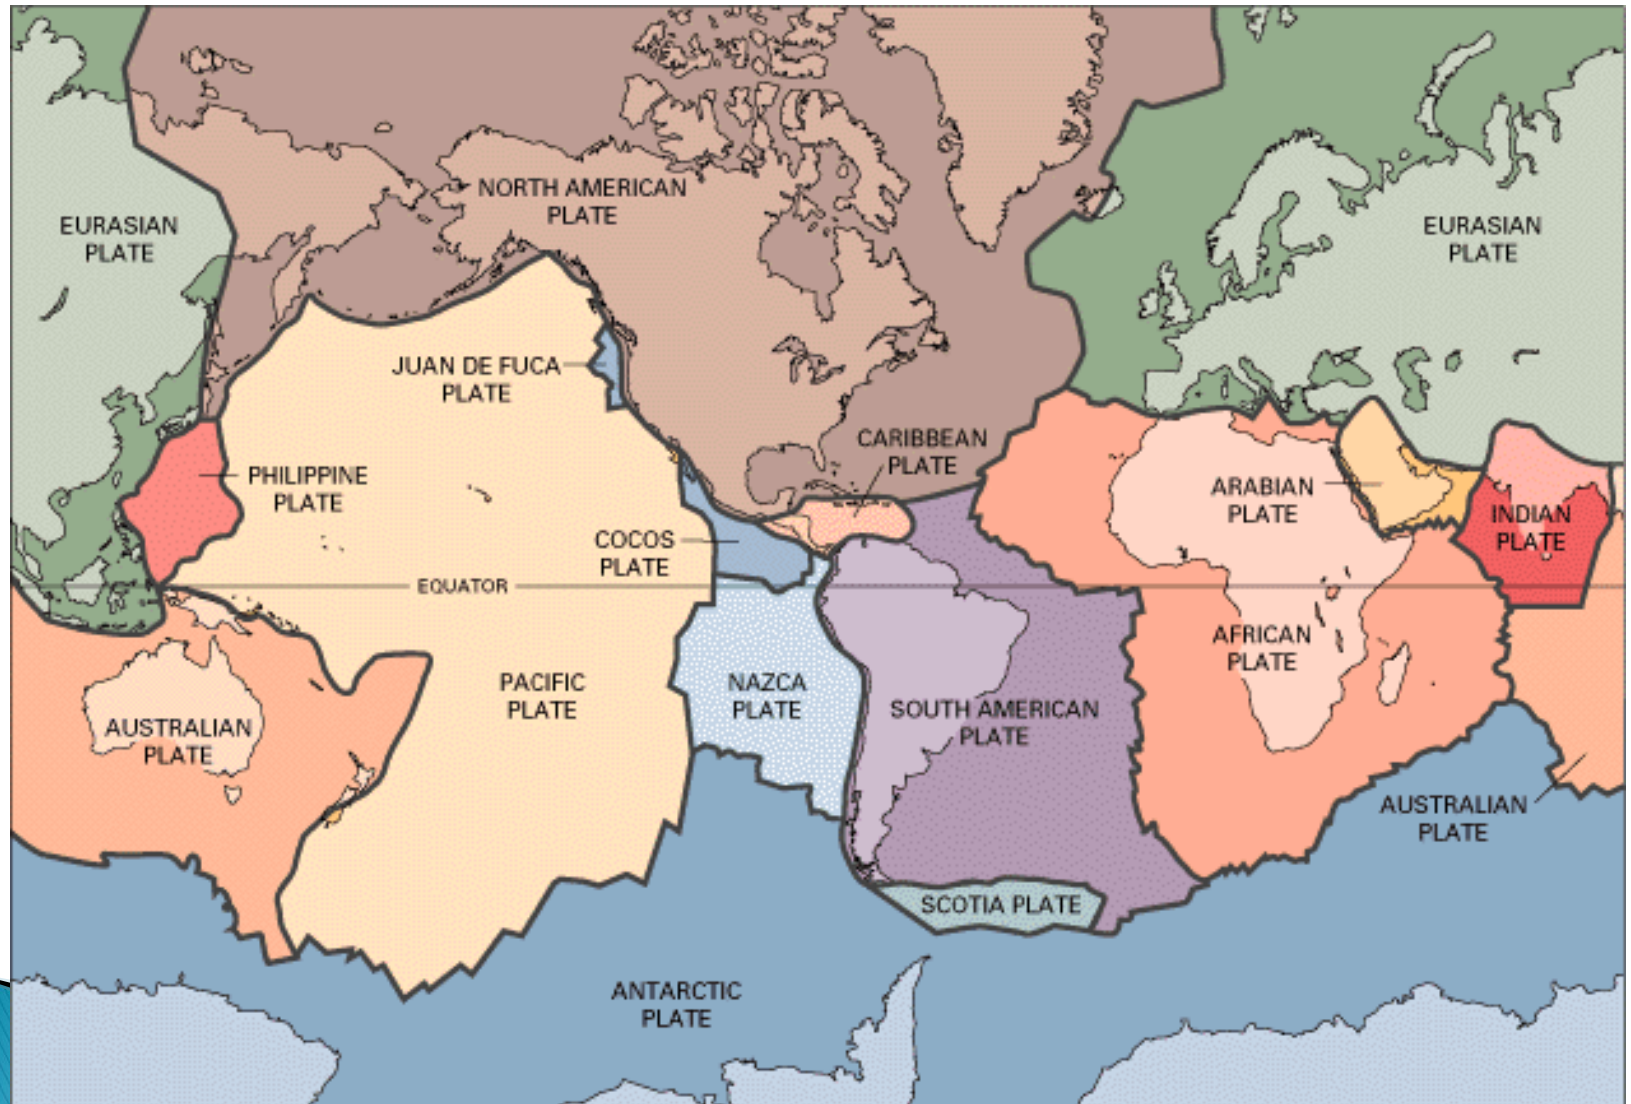 NORTH AMERICAN
PLATE
EURASIAN
PLATE
EURASIAN
PLATE
JUAN DE FUCA
PLATE
CARIBBEAN
PLATE
PHILIPPINE
PLATE
ARABIAN
PLATE
INDIAN
PLATE
COCOS
PLATE
EQUATOR
AFRICAN
PLATE
PACIFIC
PLATE
NAZCA
PLATE
SOUTH AMERICAN
PLATE
AUSTRALIAN
PLATE
AUSTRALIAN
PLATE
SCOTIA PLATE
ANTARCTIC
PLATE